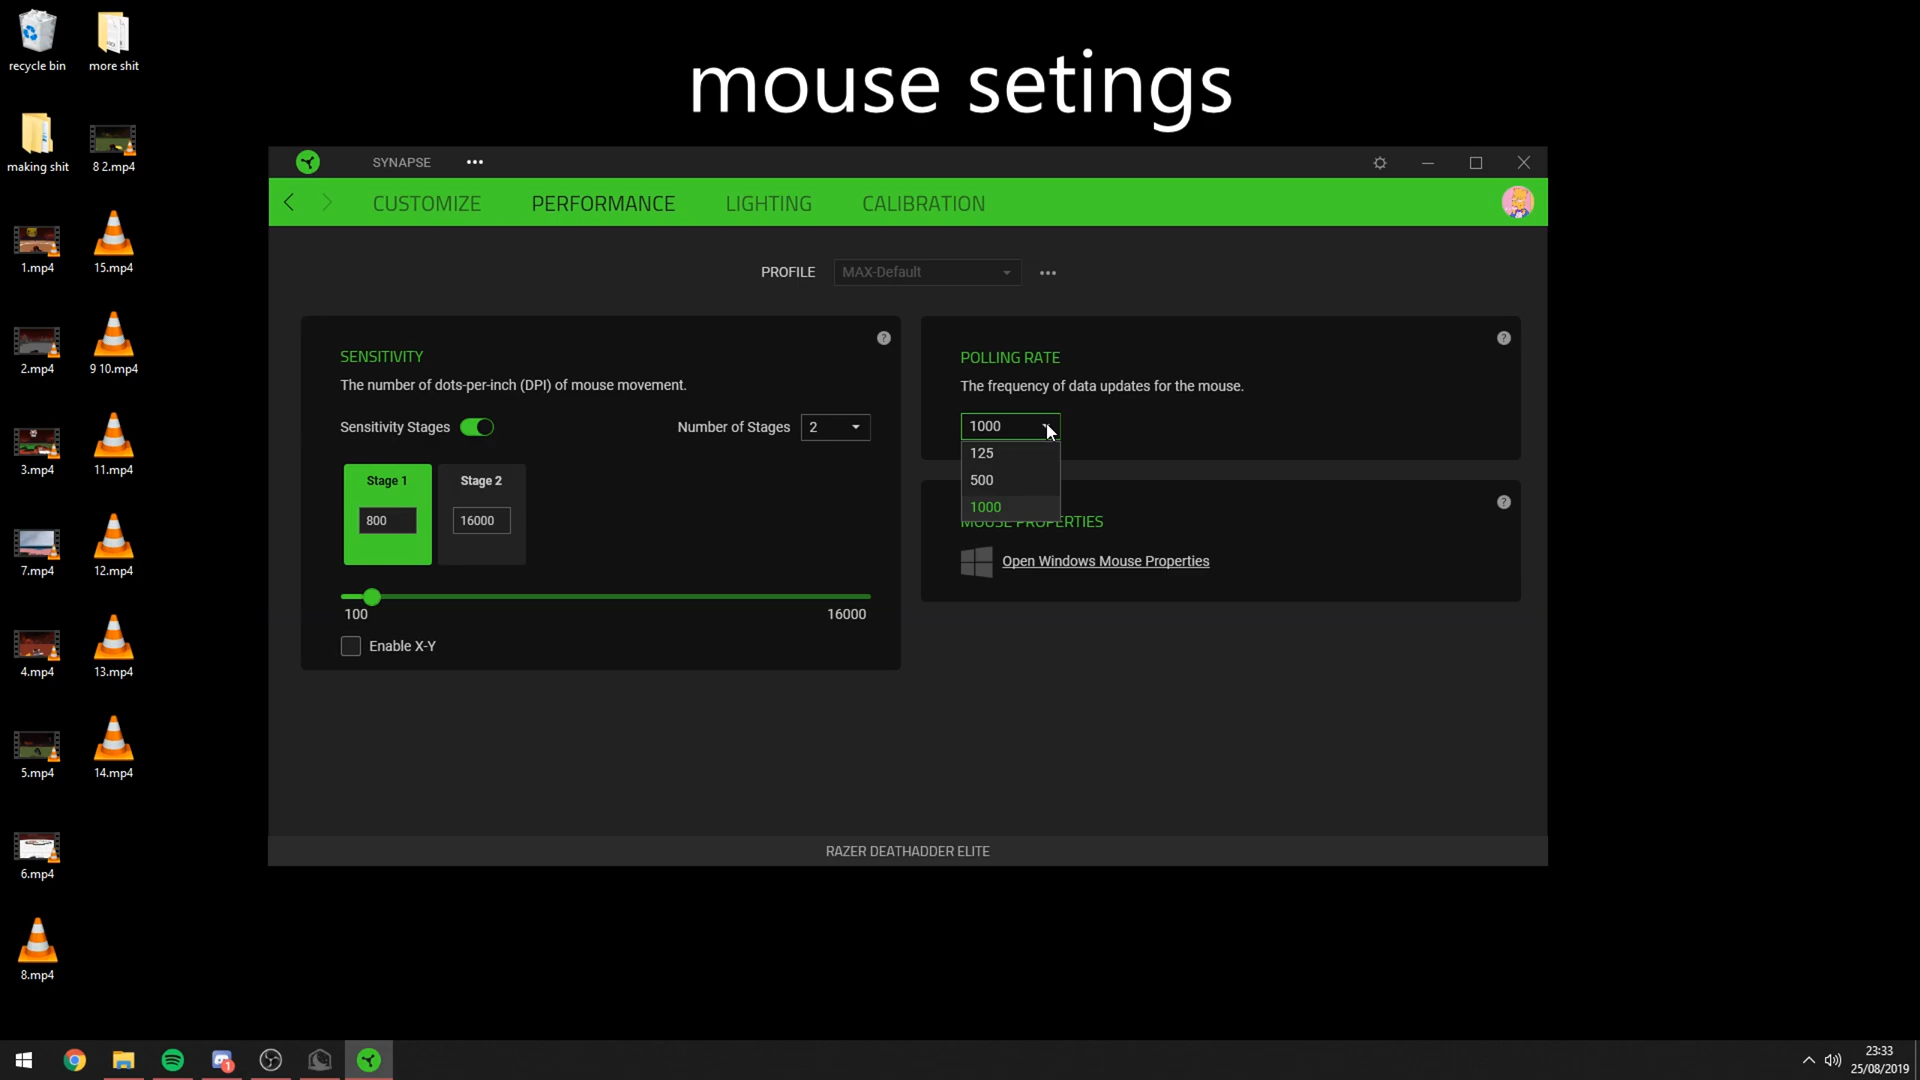 mouse setings
recycle bin
more shit
making shit
8 2.mp4
1.mp4
15.mp4
2.mp4
9 10.mp4
3.mp4
11.mp4
7.mp4
12.mp4
4.mp4
13.mp4
5.mp4
14.mp4
6.mp4
8.mp4
SYNAPSE
CUSTOMIZE
PERFORMANCE
LIGHTING
CALIBRATION
PROFILE
MAX-Default
SENSITIVITY
The number of dots-per-inch (DPI) of mouse movement.
Sensitivity Stages
Number of Stages
2
Stage 1
800
Stage 2
16000
100
16000
Enable X-Y
POLLING RATE
The frequency of data updates for the mouse.
1000
125
500
1000
MOUSE PROPERTIES
Open Windows Mouse Properties
RAZER DEATHADDER ELITE
1
23:33
25/08/2019